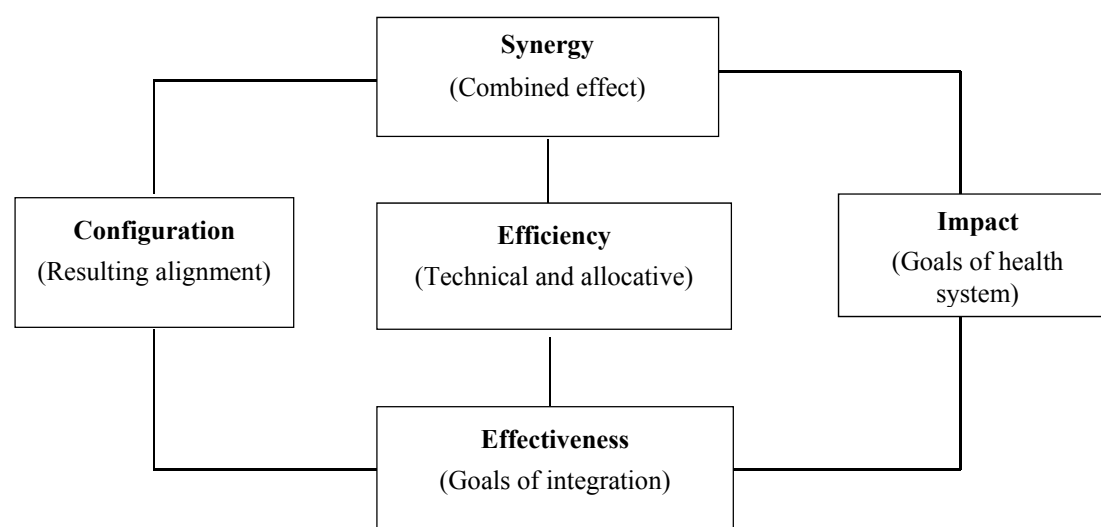 Synergy
(Combined effect)
Configuration
(Resulting alignment)
Efficiency
(Technical and allocative)
Impact
(Goals of health
system)
Effectiveness
(Goals of integration)